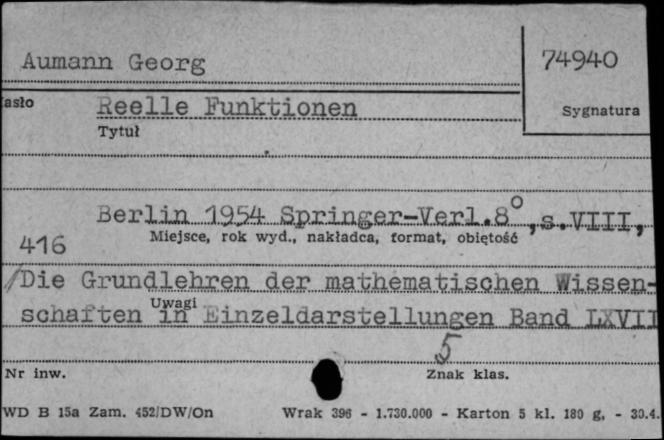 Aumann Georg
74940
asło
Reelle Funktionen
Sygnatura
Tytuł
Berlin 1954 Springer-Verl.8°,s.VIII,
Miejsce, rok wyd., nakładca, format, objętość
416
/Die Grundlehren der mathematischen Wissen-
Uwagi
schaften in Einzeldarstellungen Band LXVII
5
Nr inw.
Znak klas.
WD B 15a Zam. 452/DW/On
Wrak 396 - 1.730.000 - Karton 5 kl. 180 g, - 30.4.